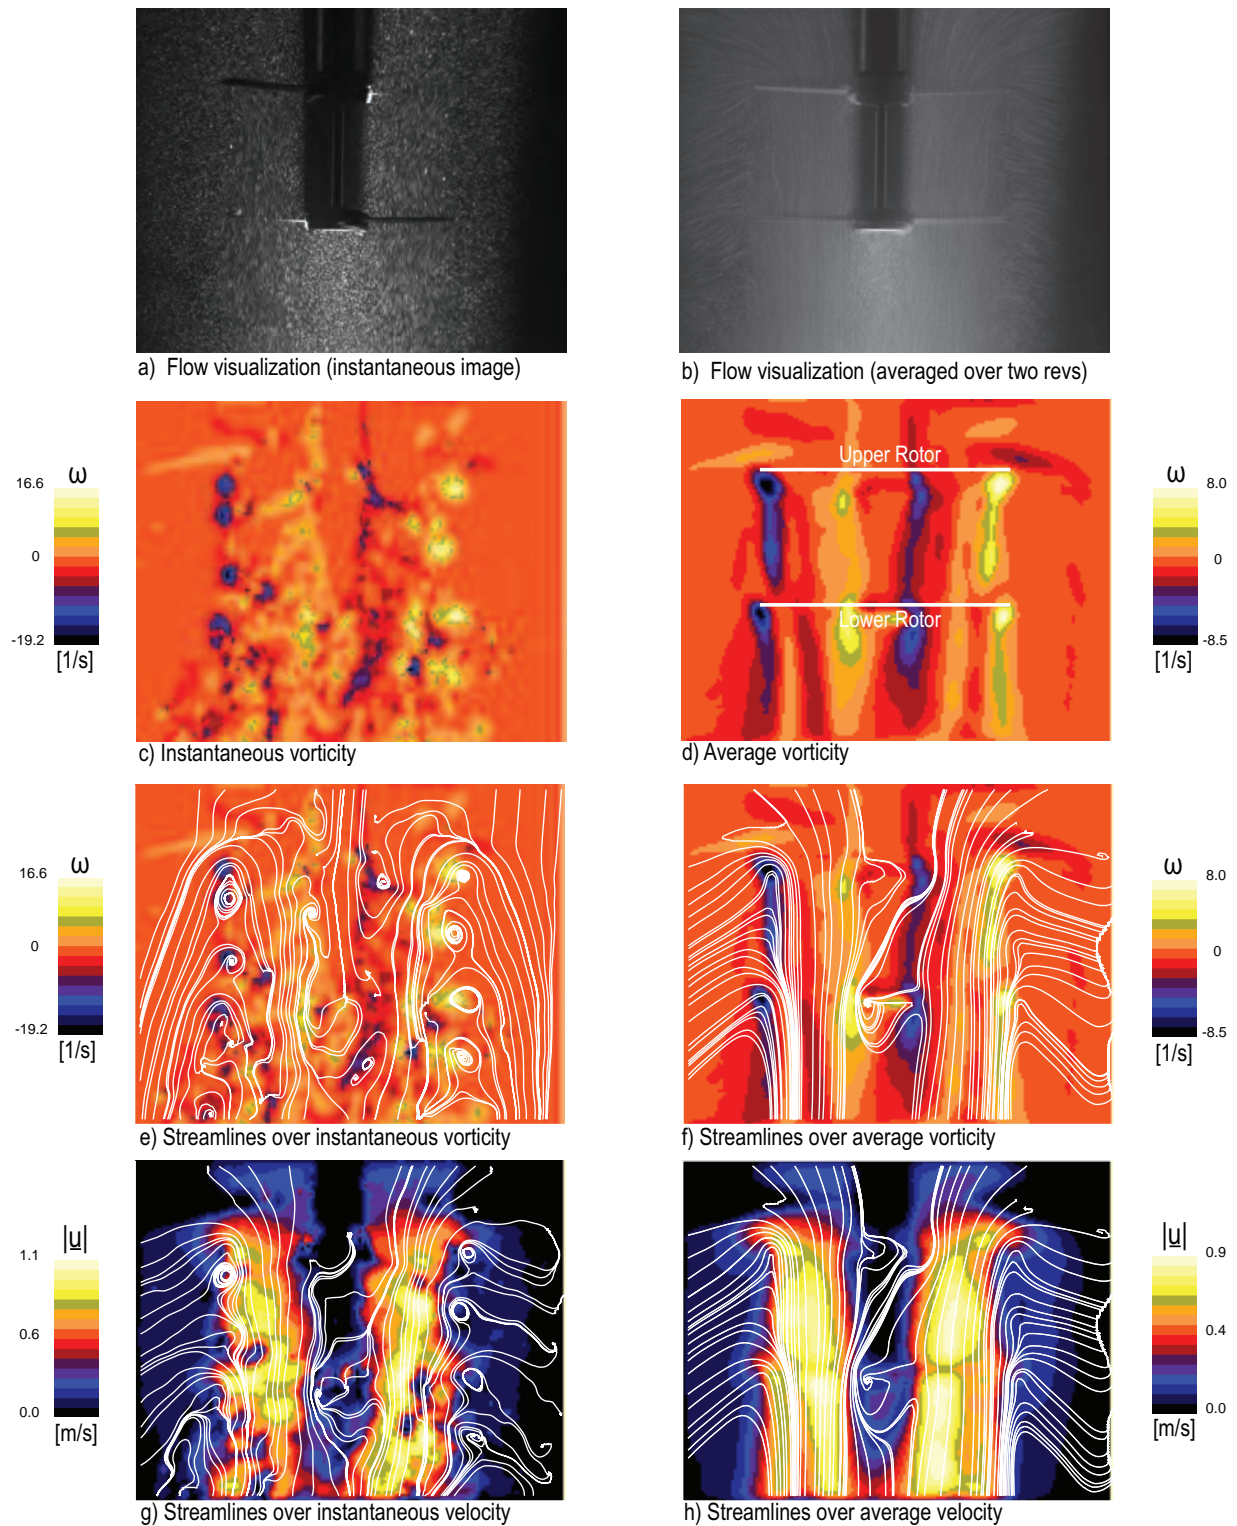 a) Flow visualization (instantaneous image)
b) Flow visualization (averaged over two revs)
ω
16.6
0
-19.2
[1/s]
Upper Rotor
Lower Rotor
ω
8.0
0
-8.5
[1/s]
c) Instantaneous vorticity
d) Average vorticity
ω
16.6
0
-19.2
[1/s]
ω
8.0
0
-8.5
[1/s]
e) Streamlines over instantaneous vorticity
f) Streamlines over average vorticity
|u|
1.1
0.6
0.0
[m/s]
|u|
0.9
0.4
0.0
[m/s]
g) Streamlines over instantaneous velocity
h) Streamlines over average velocity